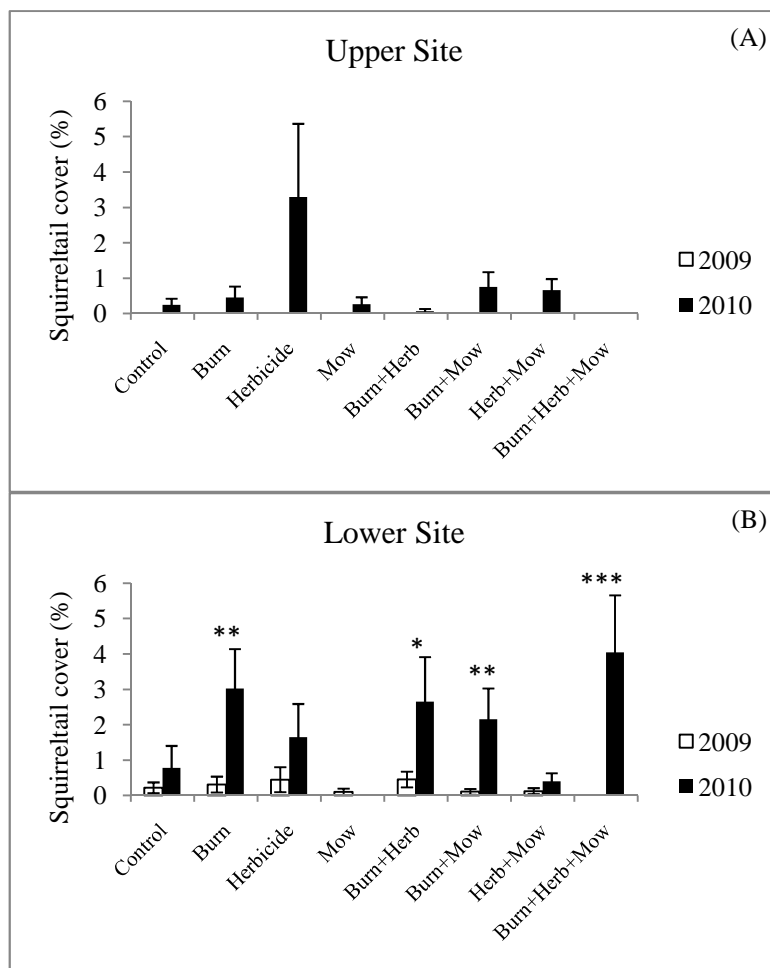 (A)
Upper Site
Squirreltail cover (%)
6
5
4
3
2
1
0
Control
Burn
Herbicide
Mow
Burn+Herb
Burn+Mow
Herb+Mow
Burn+Herb+Mow
2009
2010
(B)
Lower Site
Squirreltail cover (%)
6
5
4
3
2
1
0
**
*
**
***
Control
Burn
Herbicide
Mow
Burn+Herb
Burn+Mow
Herb+Mow
Burn+Herb+Mow
2009
2010